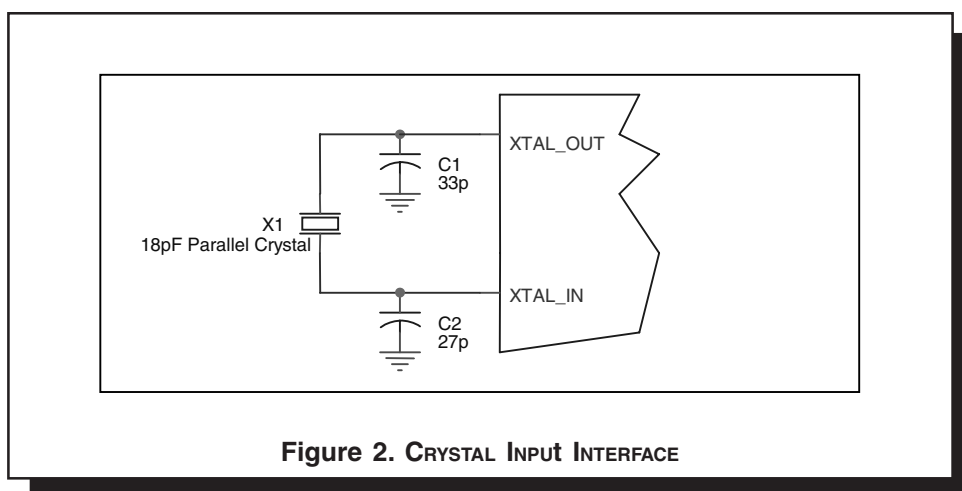 XTAL_OUT
C1
33p
X1
18pF Parallel Crystal
XTAL_IN
C2
27p
Figure 2. CRYSTAL INPUt INTERFACE